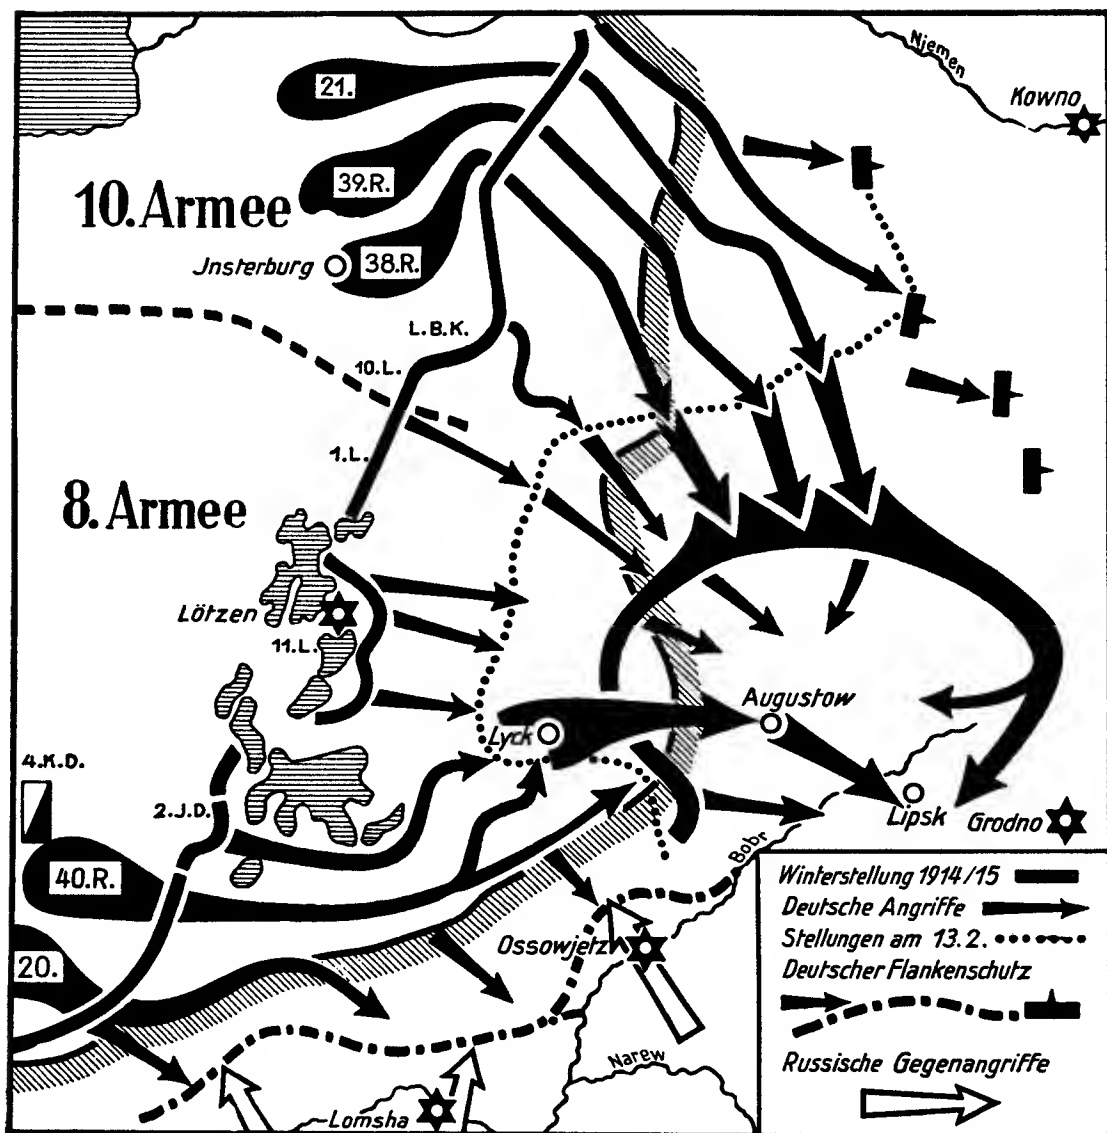 Njemen
Kowno
21.
39.R.
10.Armee
Jnsterburg
38.R.
L.B.K.
10.L.
1.L.
8.Armee
Lötzen
11.L.
Augustow
Lyck
4.K.D.
2.J.D.
Lipsk
Grodno
40.R.
Bobr
Ossowjetz
20.
Narew
Lomsha
Winterstellung 1914/15
Deutsche Angriffe
Stellungen am 13.2.
Deutscher Flankenschutz
Russische Gegenangriffe